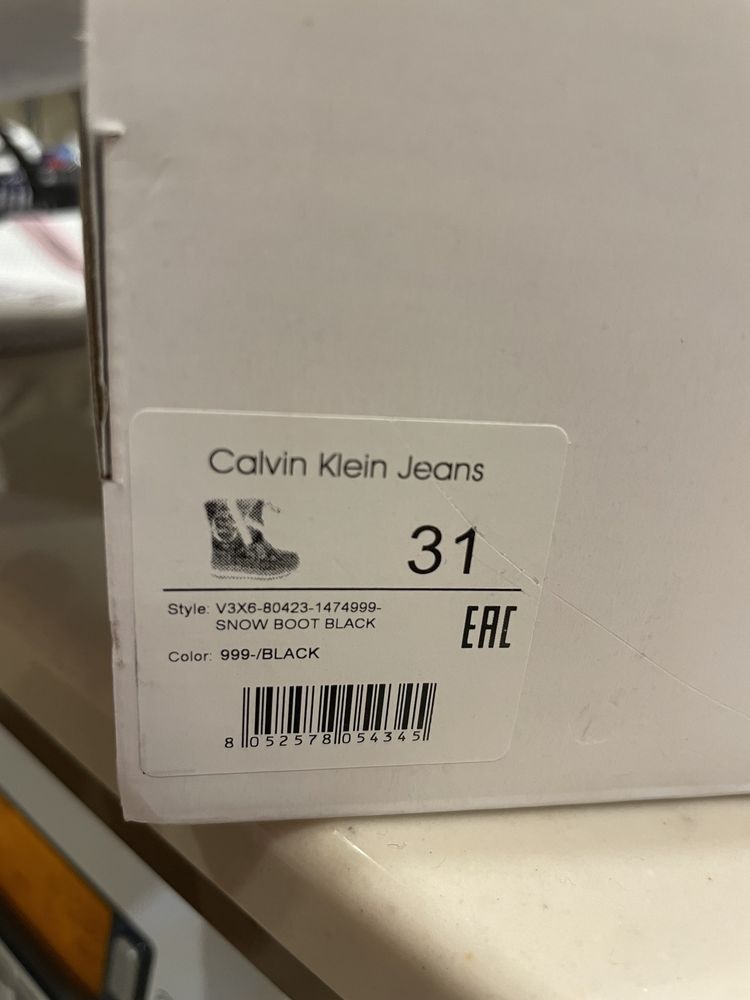 Calvin Klein Jeans
31
Style: V3X6-80423-1474999-
SNOW BOOT BLACK
EAC
Color: 999-/BLACK
8 052578 054345